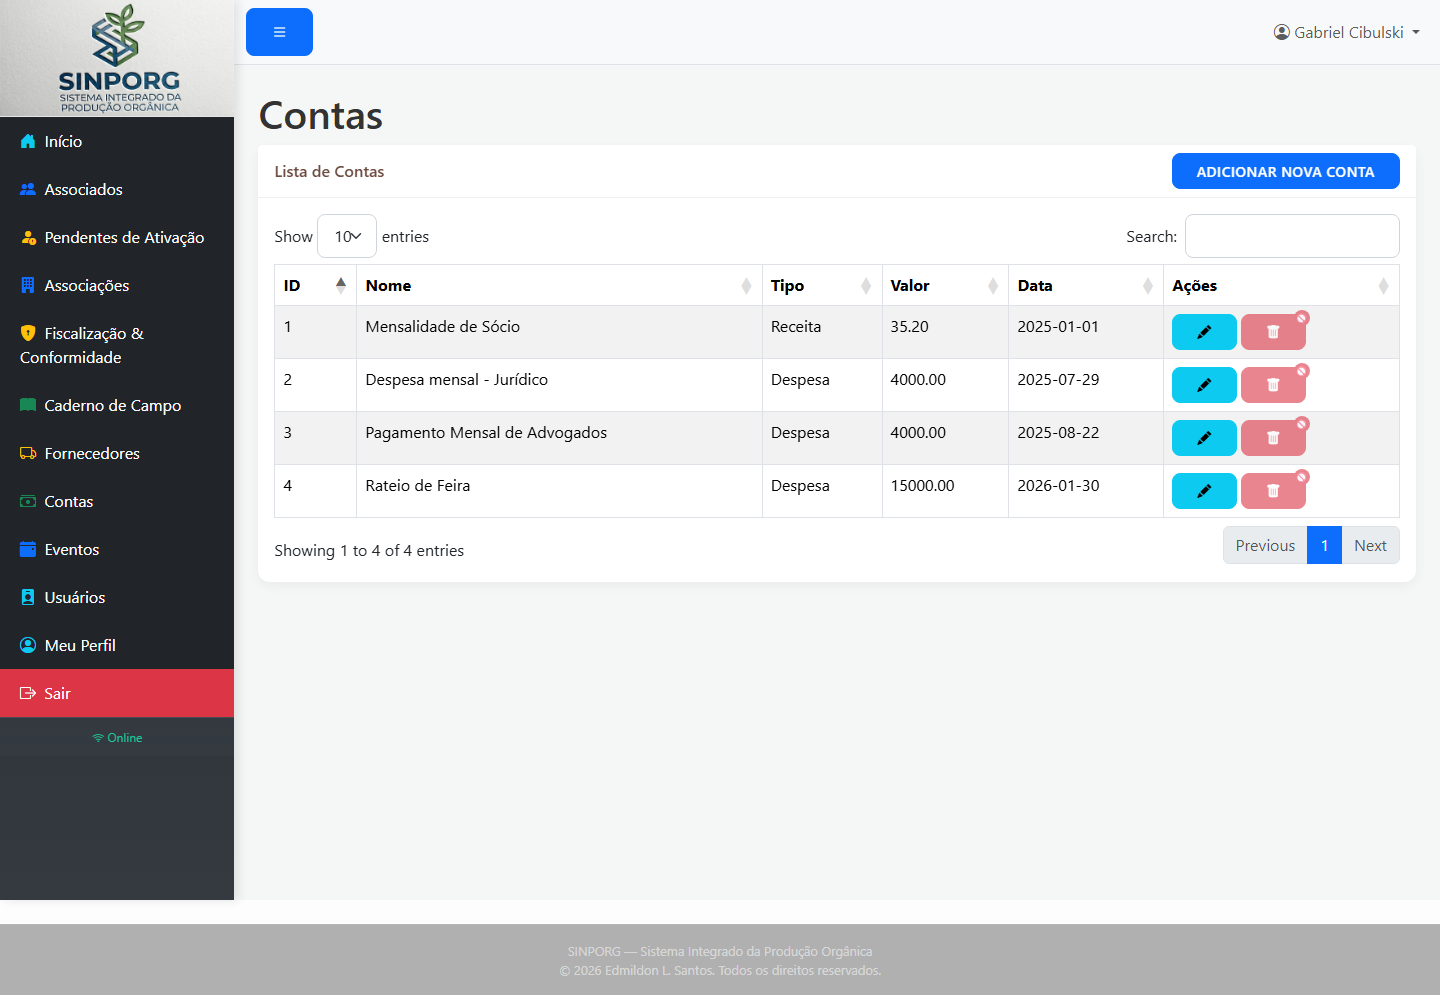 SINPORG
SISTEMA INTEGRADO DA
PRODUÇÃO ORGÂNICA
Gabriel Cibulski
Início
Associados
Pendentes de Ativação
Associações
Fiscalização &
Conformidade
Caderno de Campo
Fornecedores
Contas
Eventos
Usuários
Meu Perfil
Sair
Online
Contas
Lista de Contas ADICIONAR NOVA CONTA
Show 10 entries Search:
ID Nome Tipo Valor Data Ações
1 Mensalidade de Sócio Receita 35.20 2025-01-01
2 Despesa mensal - Jurídico Despesa 4000.00 2025-07-29
3 Pagamento Mensal de Advogados Despesa 4000.00 2025-08-22
4 Rateio de Feira Despesa 15000.00 2026-01-30
Showing 1 to 4 of 4 entries Previous 1 Next
SINPORG — Sistema Integrado da Produção Orgânica
© 2026 Edmildon L. Santos. Todos os direitos reservados.